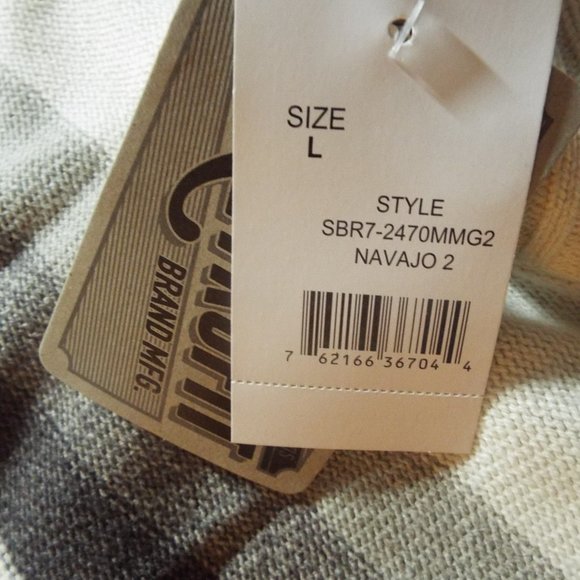 SIZE
L
STYLE
SBR7-2470MMG2
NAVAJO 2
7 62166 36704 4
BRAND MFG.